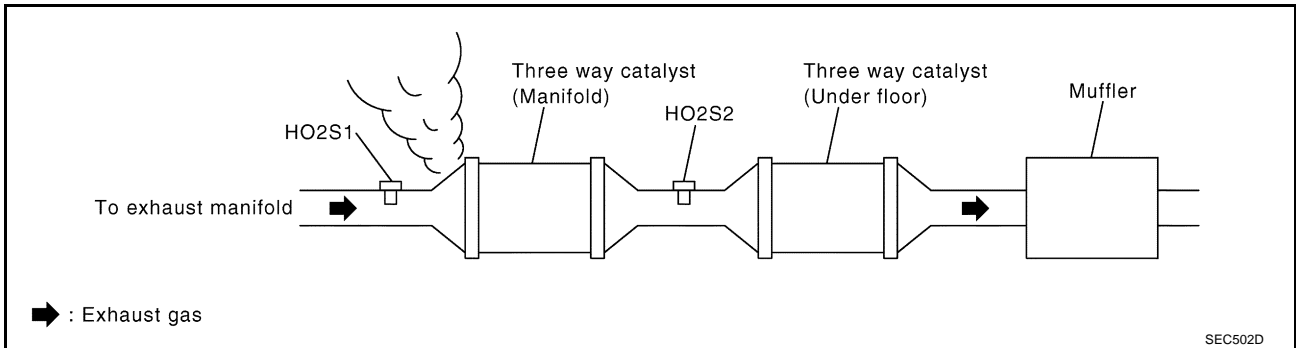 Three way catalyst
(Manifold)
Three way catalyst
(Under floor)
Muffler
HO2S1
HO2S2
To exhaust manifold
: Exhaust gas
SEC502D